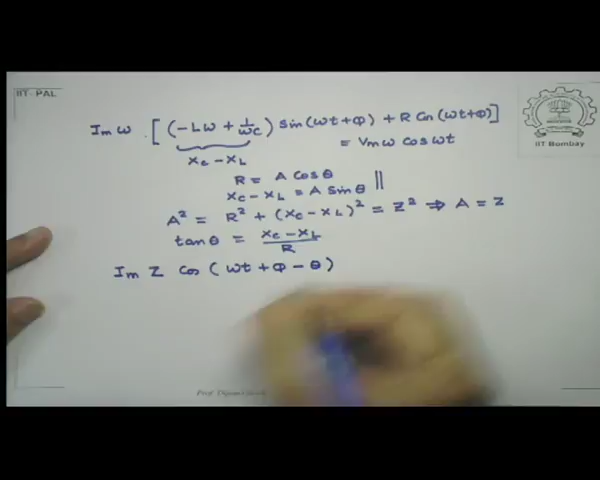 IIT-PAL
Im ω . [ (-Lω + 1/ωC) Sin(ωt+φ) + R Cos(ωt+φ)]
Xc - XL
= Vm ω cos ωt
R = A Cos θ
Xc - XL = A Sin θ ||
A² = R² + (Xc - XL)² = Z² ⇒ A = Z
tan θ = (Xc - XL)/R
Im Z Cos (ωt + φ - θ)
IIT Bombay
Prof